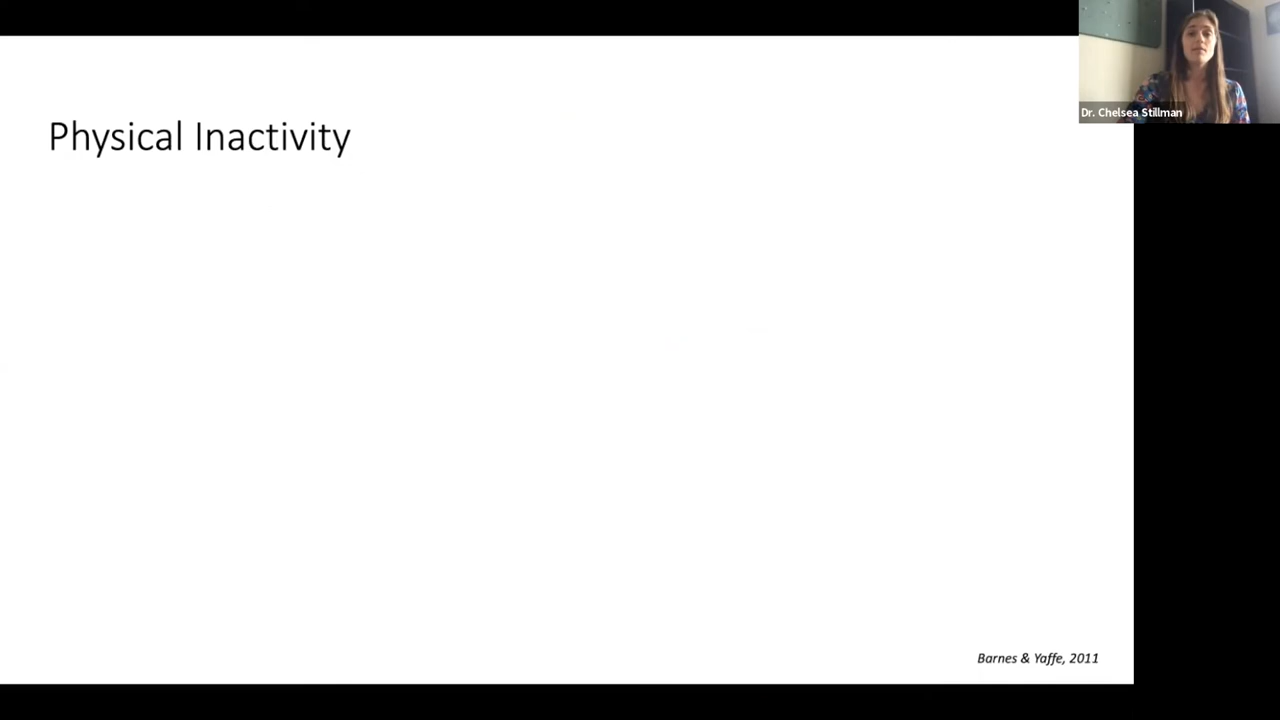 Dr. Chelsea Stillman
Physical Inactivity
Barnes & Yaffe, 2011